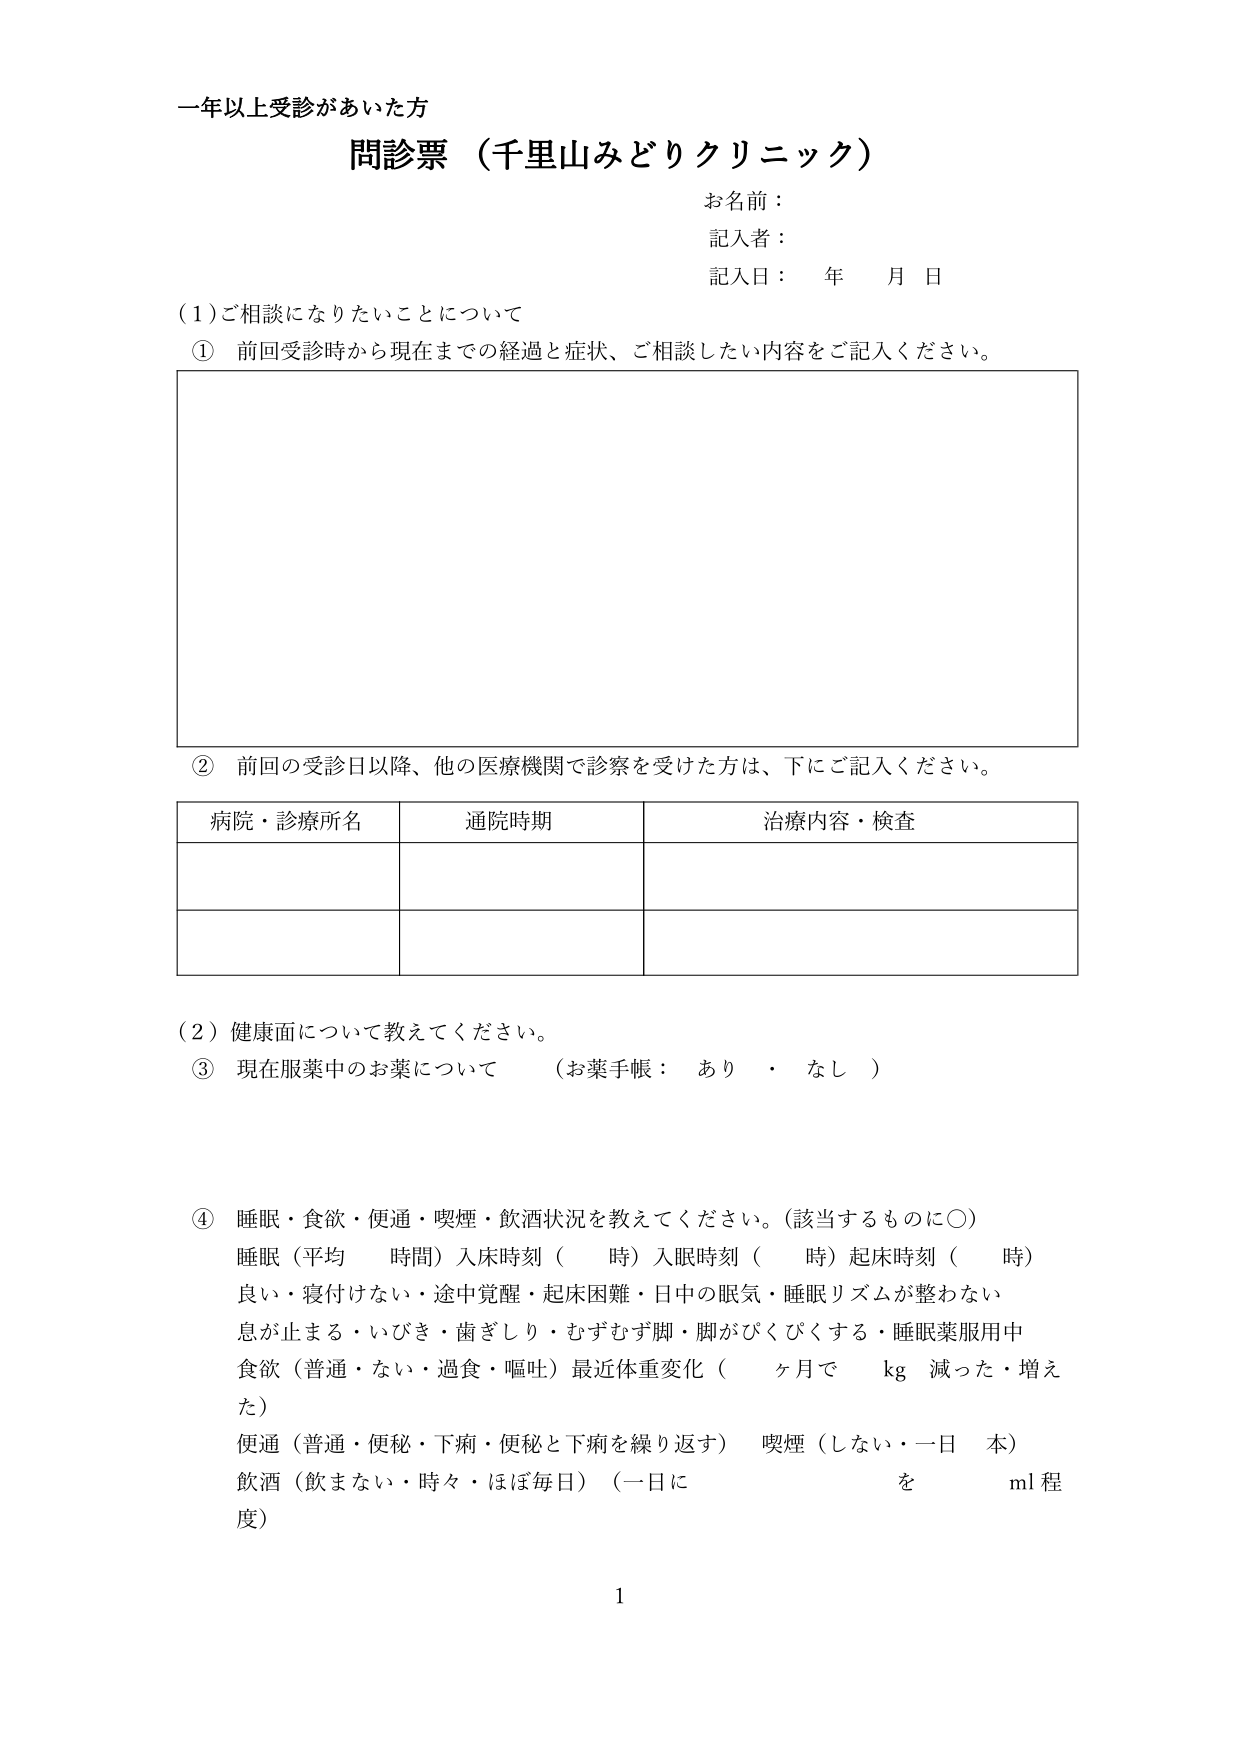 一年以上受診があいた方
問診票 （千里山みどりクリニック）
お名前：
記入者：
記入日：　年　　月　日
（1）ご相談になりたいことについて
①　前回受診時から現在までの経過と症状、ご相談したい内容をご記入ください。
②　前回の受診日以降、他の医療機関で診察を受けた方は、下にご記入ください。
病院・診療所名　通院時期　治療内容・検査
（2）健康面について教えてください。
③　現在服薬中のお薬について　　（お薬手帳：　あり　・　なし　）
④　睡眠・食欲・便通・喫煙・飲酒状況を教えてください。（該当するものに○）
睡眠（平均　　時間）入床時刻（　　時）入眠時刻（　　時）起床時刻（　　時）
良い・寝付けない・途中覚醒・起床困難・日中の眠気・睡眠リズムが整わない
息が止まる・いびき・歯ぎしり・むずむず脚・脚がぴくぴくする・睡眠薬服用中
食欲（普通・ない・過食・嘔吐）最近体重変化（　　ヶ月で　　kg　減った・増え
た）
便通（普通・便秘・下痢・便秘と下痢を繰り返す）　喫煙（しない・一日　本）
飲酒（飲まない・時々・ほぼ毎日）（一日に　　　　　　　　　を　　　　ml 程
度）
1